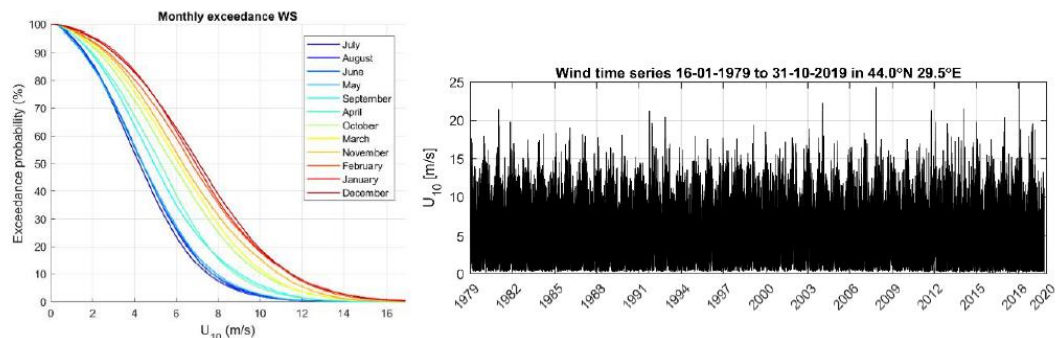 Monthly exceedance WS
Exceedance probability (%)
100
90
80
70
60
50
40
30
20
10
0
July
August
June
May
September
April
October
March
November
February
January
December
0 2 4 6 8 10 12 14 16
U10 (m/s)
Wind time series 16-01-1979 to 31-10-2019 in 44.0°N 29.5°E
U10 [m/s]
25
20
15
10
5
0
1979 1982 1985 1988 1991 1994 1997 2000 2003 2006 2009 2012 2015 2018 2020